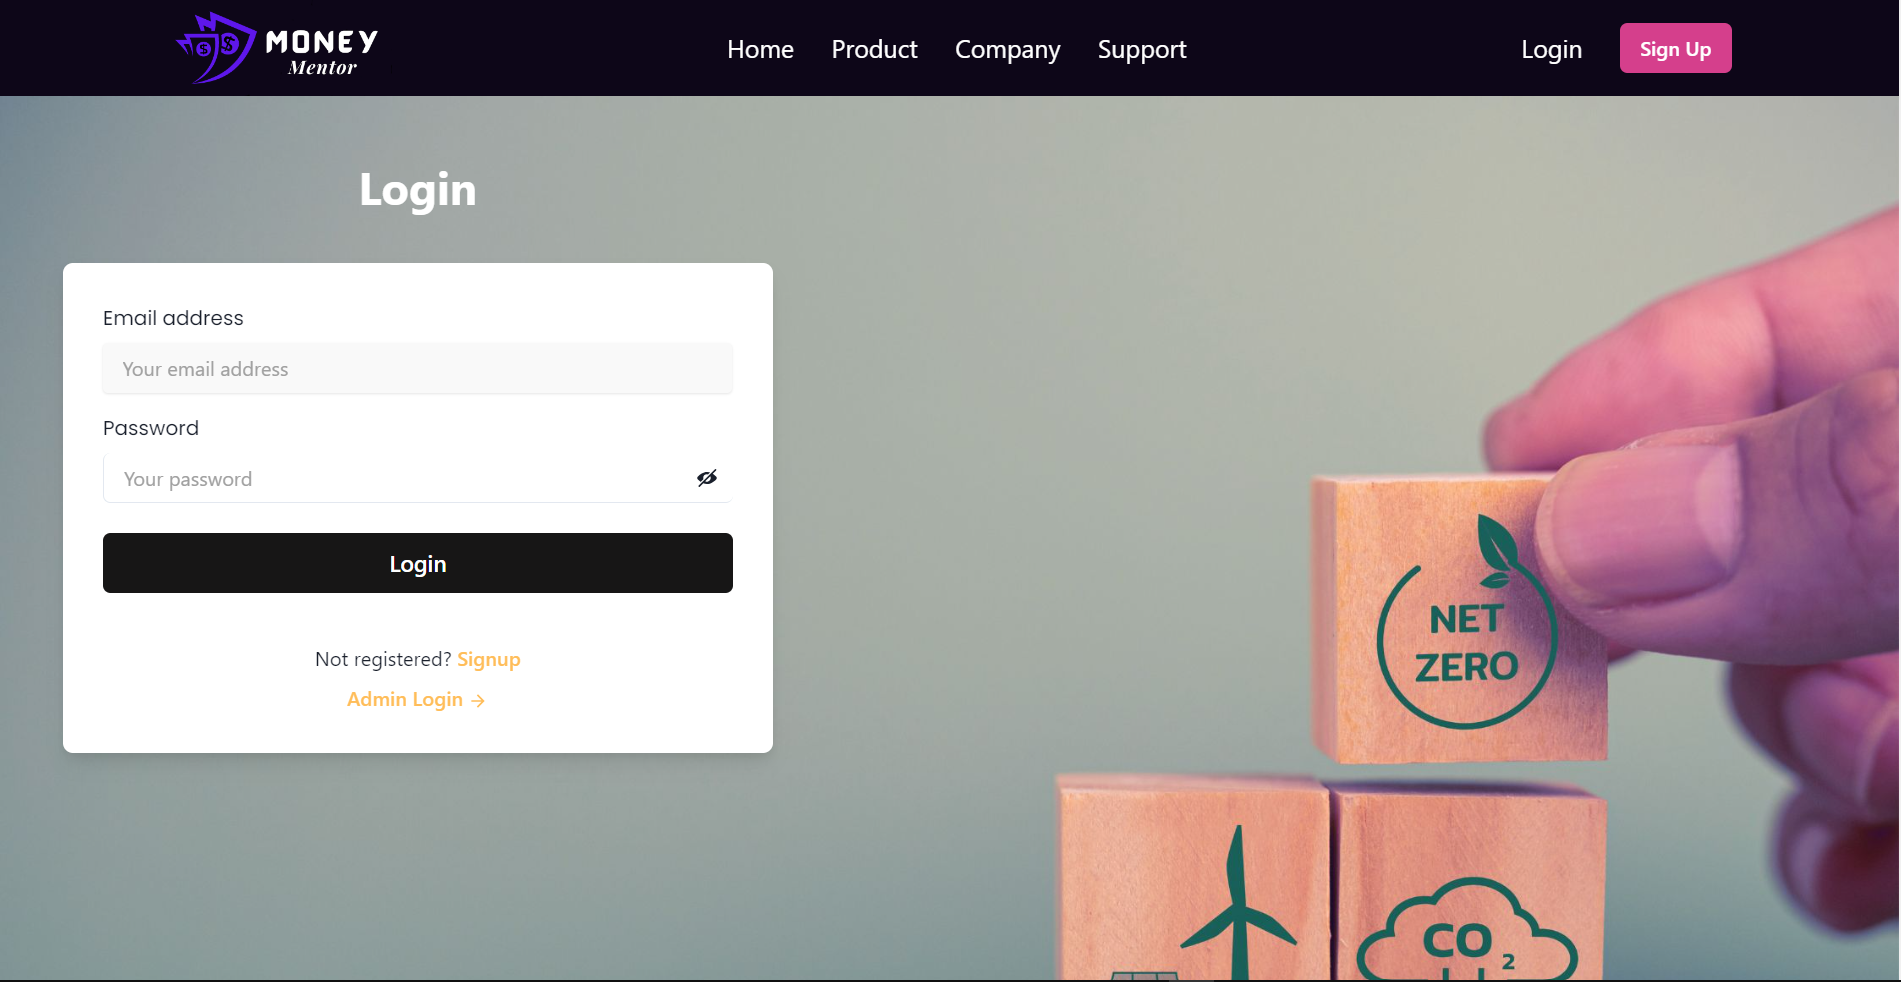 MONEY
Mentor
Home Product Company Support Login Sign Up
Login
Email address
Your email address
Password
Your password
Login
Not registered? Signup
Admin Login →
NET
ZERO
CO₂